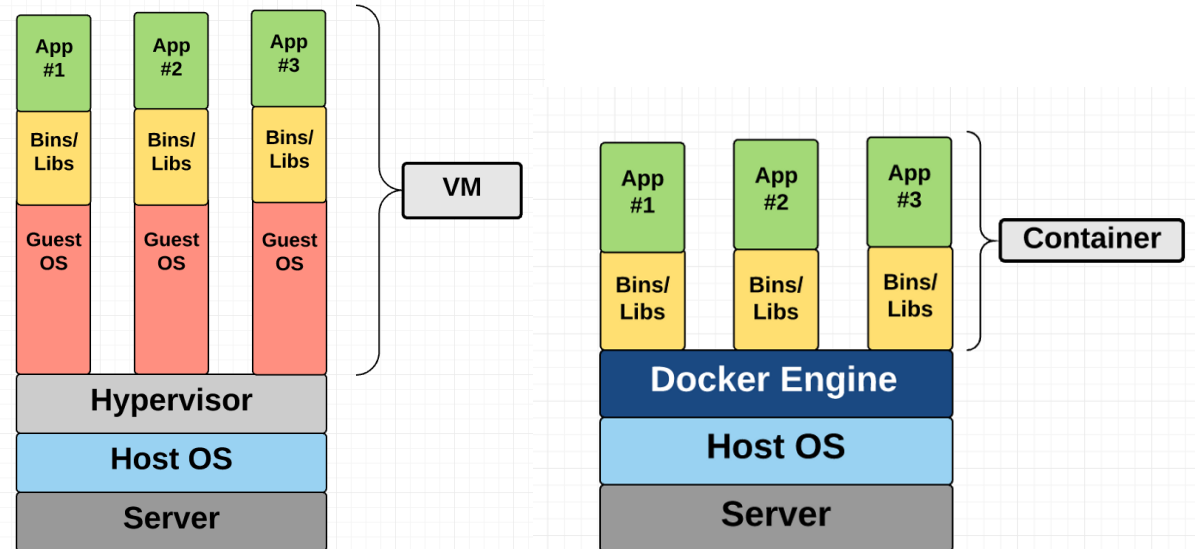 App
#1
App
#2
App
#3
Bins/
Libs
Bins/
Libs
Bins/
Libs
Guest
OS
Guest
OS
Guest
OS
VM
Hypervisor
Host OS
Server
App
#1
App
#2
App
#3
Bins/
Libs
Bins/
Libs
Bins/
Libs
Container
Docker Engine
Host OS
Server